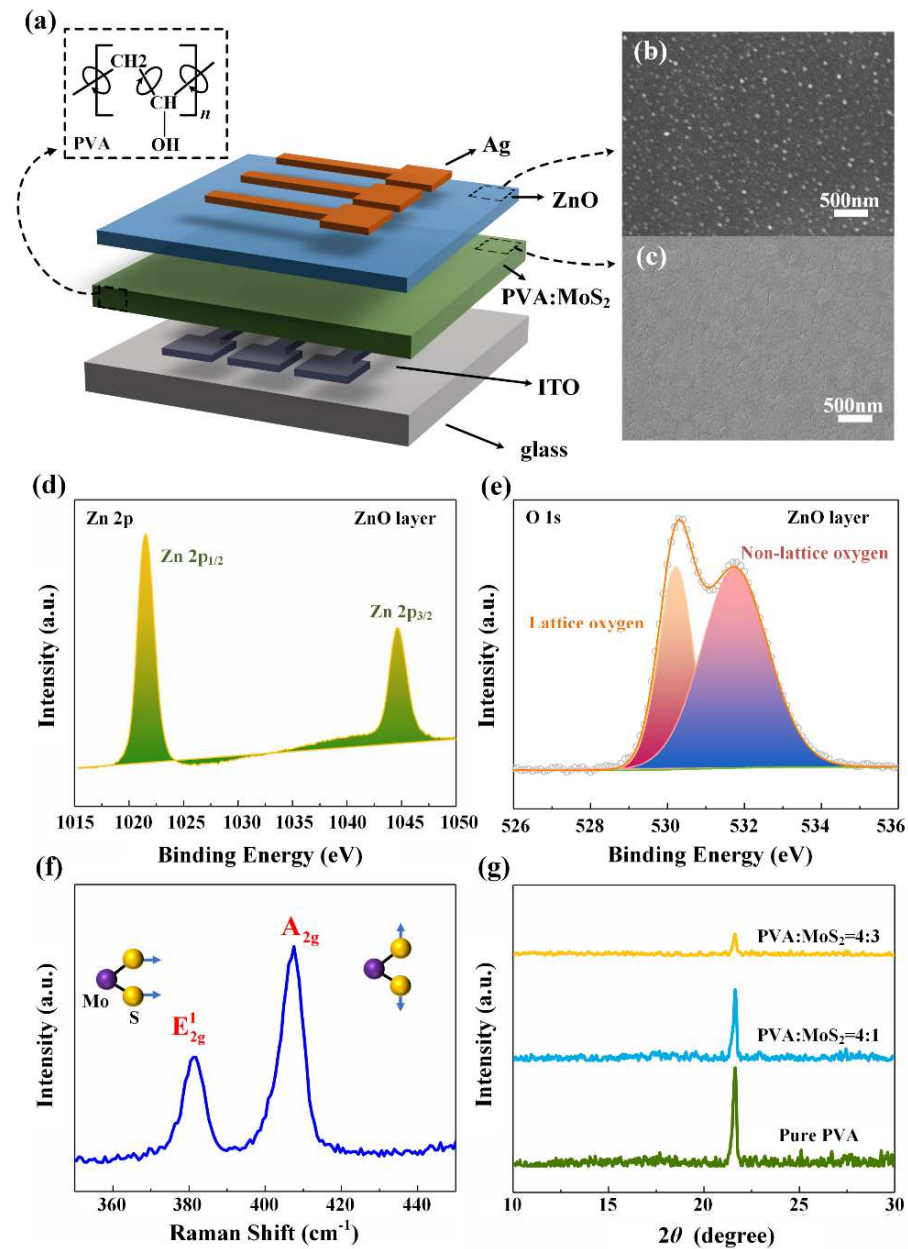 (a)
CH2
CH
n
PVA
OH
Ag
ZnO
PVA:MoS₂
ITO
glass
(b)
500nm
(c)
500nm
(d)
Zn 2p
ZnO layer
Zn 2p₁/₂
Zn 2p₃/₂
Intensity (a.u.)
1015 1020 1025 1030 1035 1040 1045 1050
Binding Energy (eV)
(e)
O 1s
ZnO layer
Non-lattice oxygen
Lattice oxygen
Intensity (a.u.)
526 528 530 532 534 536
Binding Energy (eV)
(f)
A₂g
Mo
S
E¹₂g
Intensity (a.u.)
360 380 400 420 440
Raman Shift (cm⁻¹)
(g)
PVA:MoS₂=4:3
PVA:MoS₂=4:1
Pure PVA
Intensity (a.u.)
10 15 20 25 30
2θ (degree)